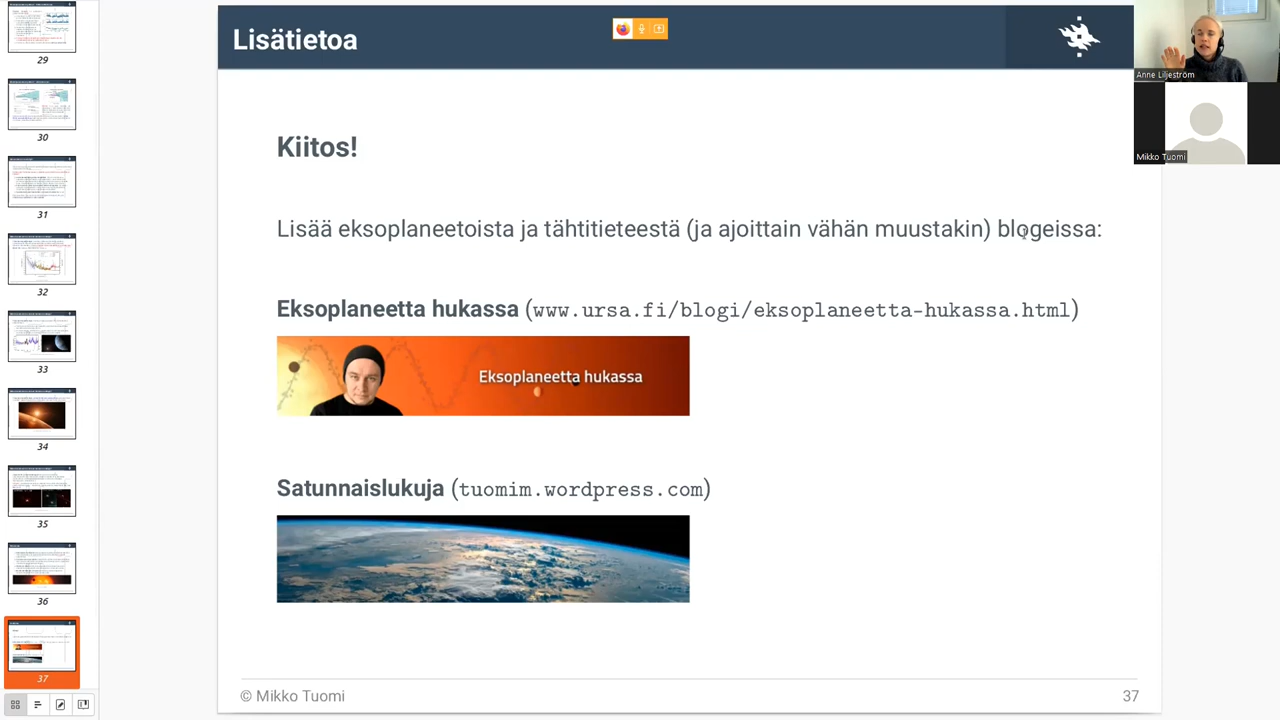 Lisätietoa
Kiitos!
Lisää eksoplaneetoista ja tähtitieteestä (ja ajoittain vähän muustakin) blogeissa:
Eksoplaneetta hukassa (www.ursa.fi/blogi/eksoplaneetta-hukassa.html)
Eksoplaneetta hukassa
Satunnaislukuja (tuomim.wordpress.com)
© Mikko Tuomi
37
29
30
31
32
33
34
35
36
37
Anne Liljeström
Mikko Tuomi